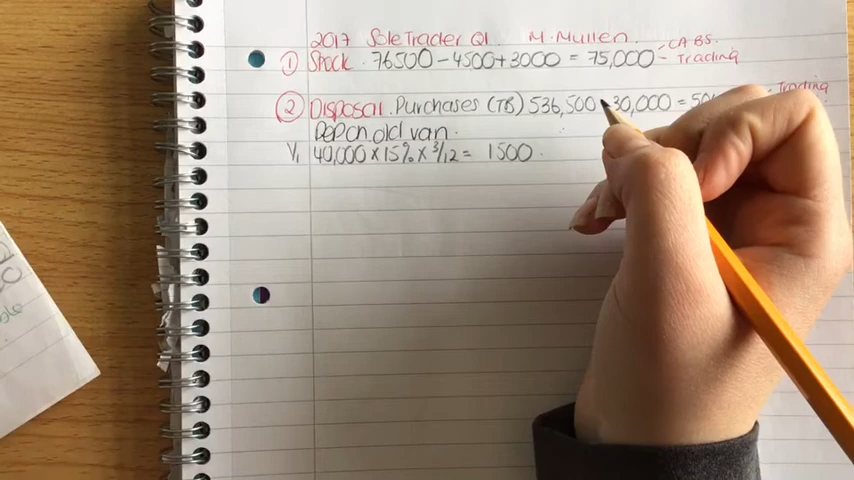 2017 Sole Trader Q1 M. Mullen
① Stock. 76500 - 4500 + 3000 = 75,000 - CA BS.
- Trading
② Disposal. Purchases (TB) 536,500 30,000 = 50 - Trading
Dep on old van.
Y1 40,000 x 15% x 3/12 = 1500.